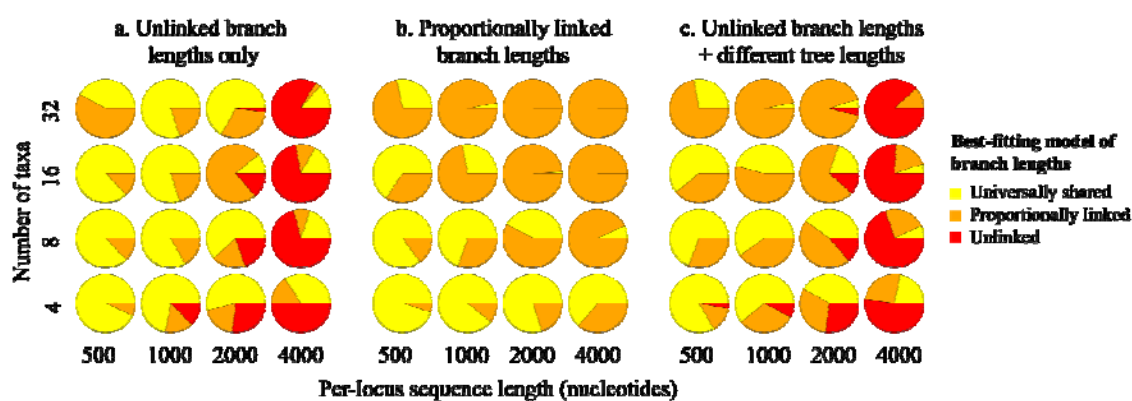 a. Unlinked branch
lengths only
b. Proportionally linked
branch lengths
c. Unlinked branch lengths
+ different tree lengths
Number of taxa
32
16
8
4
500 1000 2000 4000
500 1000 2000 4000
500 1000 2000 4000
Per-locus sequence length (nucleotides)
Best-fitting model of
branch lengths
Universally shared
Proportionally linked
Unlinked